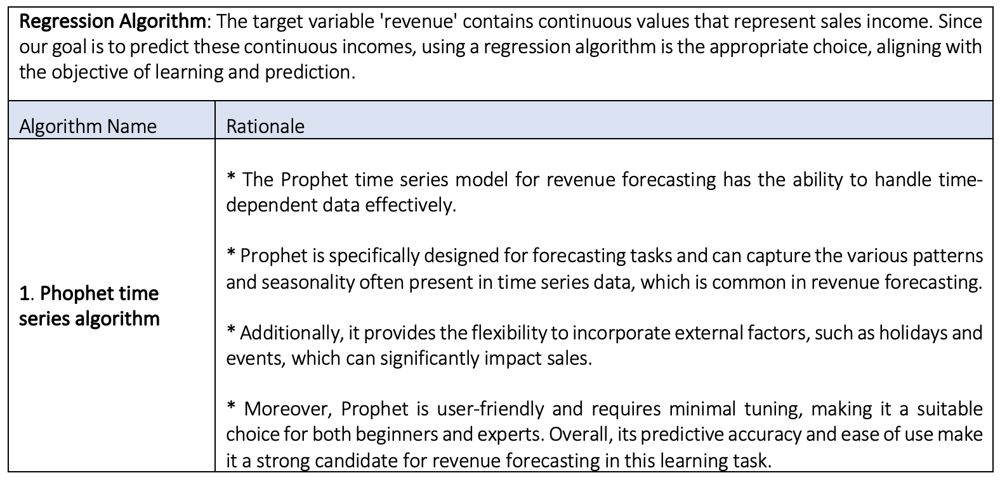 Regression Algorithm: The target variable 'revenue' contains continuous values that represent sales income. Since
our goal is to predict these continuous incomes, using a regression algorithm is the appropriate choice, aligning with
the objective of learning and prediction.
Algorithm Name
Rationale
1. Phophet time
series algorithm
* The Prophet time series model for revenue forecasting has the ability to handle time-
dependent data effectively.
* Prophet is specifically designed for forecasting tasks and can capture the various patterns
and seasonality often present in time series data, which is common in revenue forecasting.
* Additionally, it provides the flexibility to incorporate external factors, such as holidays and
events, which can significantly impact sales.
* Moreover, Prophet is user-friendly and requires minimal tuning, making it a suitable
choice for both beginners and experts. Overall, its predictive accuracy and ease of use make
it a strong candidate for revenue forecasting in this learning task.